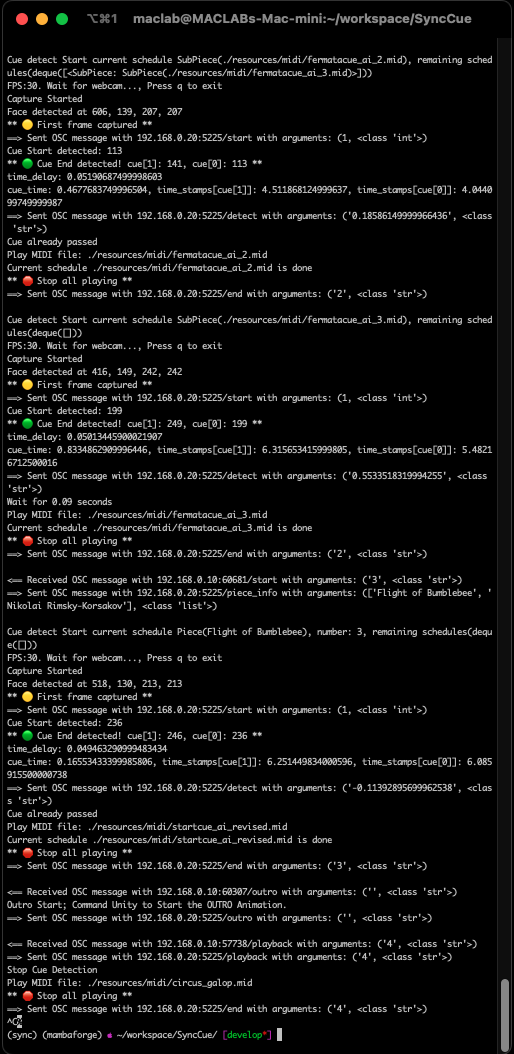 ⌥⌘1 maclab@MACLABs-Mac-mini:~/workspace/SyncCue
Cue detect Start current schedule SubPiece(./resources/midi/fermatacue_ai_2.mid), remaining sched
ules(deque([<SubPiece: SubPiece(./resources/midi/fermatacue_ai_3.mid)>]))
FPS:30. Wait for webcam..., Press q to exit
Capture Started
Face detected at 606, 139, 207, 207
** 🟡 First frame captured **
==> Sent OSC message with 192.168.0.20:5225/start with arguments: (1, <class 'int'>)
Cue Start detected: 113
** 🟢 Cue End detected! cue[1]: 141, cue[0]: 113 **
time_delay: 0.05190687499998603
cue_time: 0.4677683749996504, time_stamps[cue[1]]: 4.511868124999637, time_stamps[cue[0]]: 4.0440
99749999987
==> Sent OSC message with 192.168.0.20:5225/detect with arguments: ('0.18586149999966436', <class
 'str'>)
Cue already passed
Play MIDI file: ./resources/midi/fermatacue_ai_2.mid
Current schedule ./resources/midi/fermatacue_ai_2.mid is done
** 🔴 Stop all playing **
==> Sent OSC message with 192.168.0.20:5225/end with arguments: ('2', <class 'str'>)
Cue detect Start current schedule SubPiece(./resources/midi/fermatacue_ai_3.mid), remaining sched
ules(deque([]))
FPS:30. Wait for webcam..., Press q to exit
Capture Started
Face detected at 416, 149, 242, 242
** 🟡 First frame captured **
==> Sent OSC message with 192.168.0.20:5225/start with arguments: (1, <class 'int'>)
Cue Start detected: 199
** 🟢 Cue End detected! cue[1]: 249, cue[0]: 199 **
time_delay: 0.05013445900021907
cue_time: 0.8334862909996446, time_stamps[cue[1]]: 6.315653415999805, time_stamps[cue[0]]: 5.4821
6712500016
==> Sent OSC message with 192.168.0.20:5225/detect with arguments: ('0.5533518319994255', <class
'str'>)
Wait for 0.09 seconds
Play MIDI file: ./resources/midi/fermatacue_ai_3.mid
Current schedule ./resources/midi/fermatacue_ai_3.mid is done
** 🔴 Stop all playing **
==> Sent OSC message with 192.168.0.20:5225/end with arguments: ('2', <class 'str'>)
<== Received OSC message with 192.168.0.10:60681/start with arguments: ('3', <class 'str'>)
==> Sent OSC message with 192.168.0.20:5225/piece_info with arguments: (['Flight of Bumblebee', '
Nikolai Rimsky-Korsakov'], <class 'list'>)
Cue detect Start current schedule Piece(Flight of Bumblebee), number: 3, remaining schedules(dequ
e([]))
FPS:30. Wait for webcam..., Press q to exit
Capture Started
Face detected at 518, 130, 213, 213
** 🟡 First frame captured **
==> Sent OSC message with 192.168.0.20:5225/start with arguments: (1, <class 'int'>)
Cue Start detected: 236
** 🟢 Cue End detected! cue[1]: 246, cue[0]: 236 **
time_delay: 0.049463290999483434
cue_time: 0.16553433399985806, time_stamps[cue[1]]: 6.251449834000596, time_stamps[cue[0]]: 6.085
915500000738
==> Sent OSC message with 192.168.0.20:5225/detect with arguments: ('-0.11392895699962538', <clas
s 'str'>)
Cue already passed
Play MIDI file: ./resources/midi/startcue_ai_revised.mid
Current schedule ./resources/midi/startcue_ai_revised.mid is done
** 🔴 Stop all playing **
==> Sent OSC message with 192.168.0.20:5225/end with arguments: ('3', <class 'str'>)
<== Received OSC message with 192.168.0.10:60307/outro with arguments: ('', <class 'str'>)
Outro Start; Command Unity to Start the OUTRO Animation.
==> Sent OSC message with 192.168.0.20:5225/outro with arguments: ('', <class 'str'>)
<== Received OSC message with 192.168.0.10:57738/playback with arguments: ('4', <class 'str'>)
==> Sent OSC message with 192.168.0.20:5225/playback with arguments: ('4', <class 'str'>)
Stop Cue Detection
Play MIDI file: ./resources/midi/circus_galop.mid
** 🔴 Stop all playing **
==> Sent OSC message with 192.168.0.20:5225/end with arguments: ('4', <class 'str'>)
^C
(sync) (mambaforge) ~/workspace/SyncCue/ [develop*]